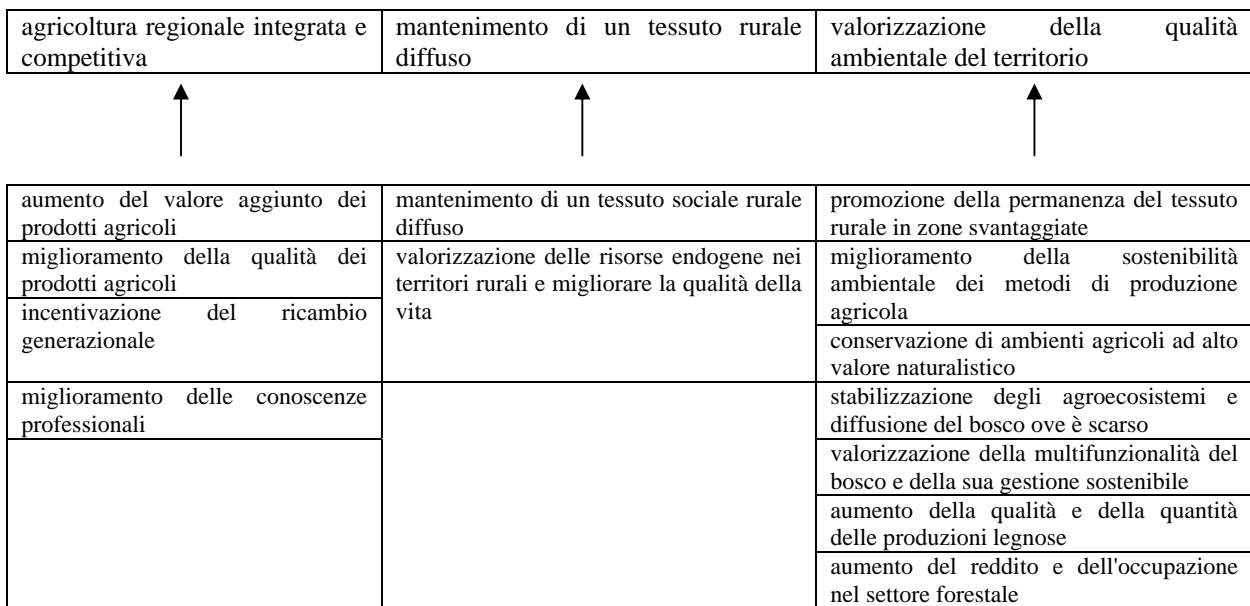 agricoltura regionale integrata e
competitiva
mantenimento di un tessuto rurale
diffuso
valorizzazione della qualità
ambientale del territorio
aumento del valore aggiunto dei
prodotti agricoli
mantenimento di un tessuto sociale rurale
diffuso
promozione della permanenza del tessuto
rurale in zone svantaggiate
miglioramento della qualità dei
prodotti agricoli
valorizzazione delle risorse endogene nei
territori rurali e migliorare la qualità della
vita
miglioramento della sostenibilità
ambientale dei metodi di produzione
agricola
incentivazione del ricambio
generazionale
conservazione di ambienti agricoli ad alto
valore naturalistico
miglioramento delle conoscenze
professionali
stabilizzazione degli agroecosistemi e
diffusione del bosco ove è scarso
valorizzazione della multifunzionalità del
bosco e della sua gestione sostenibile
aumento della qualità e della quantità
delle produzioni legnose
aumento del reddito e dell'occupazione
nel settore forestale